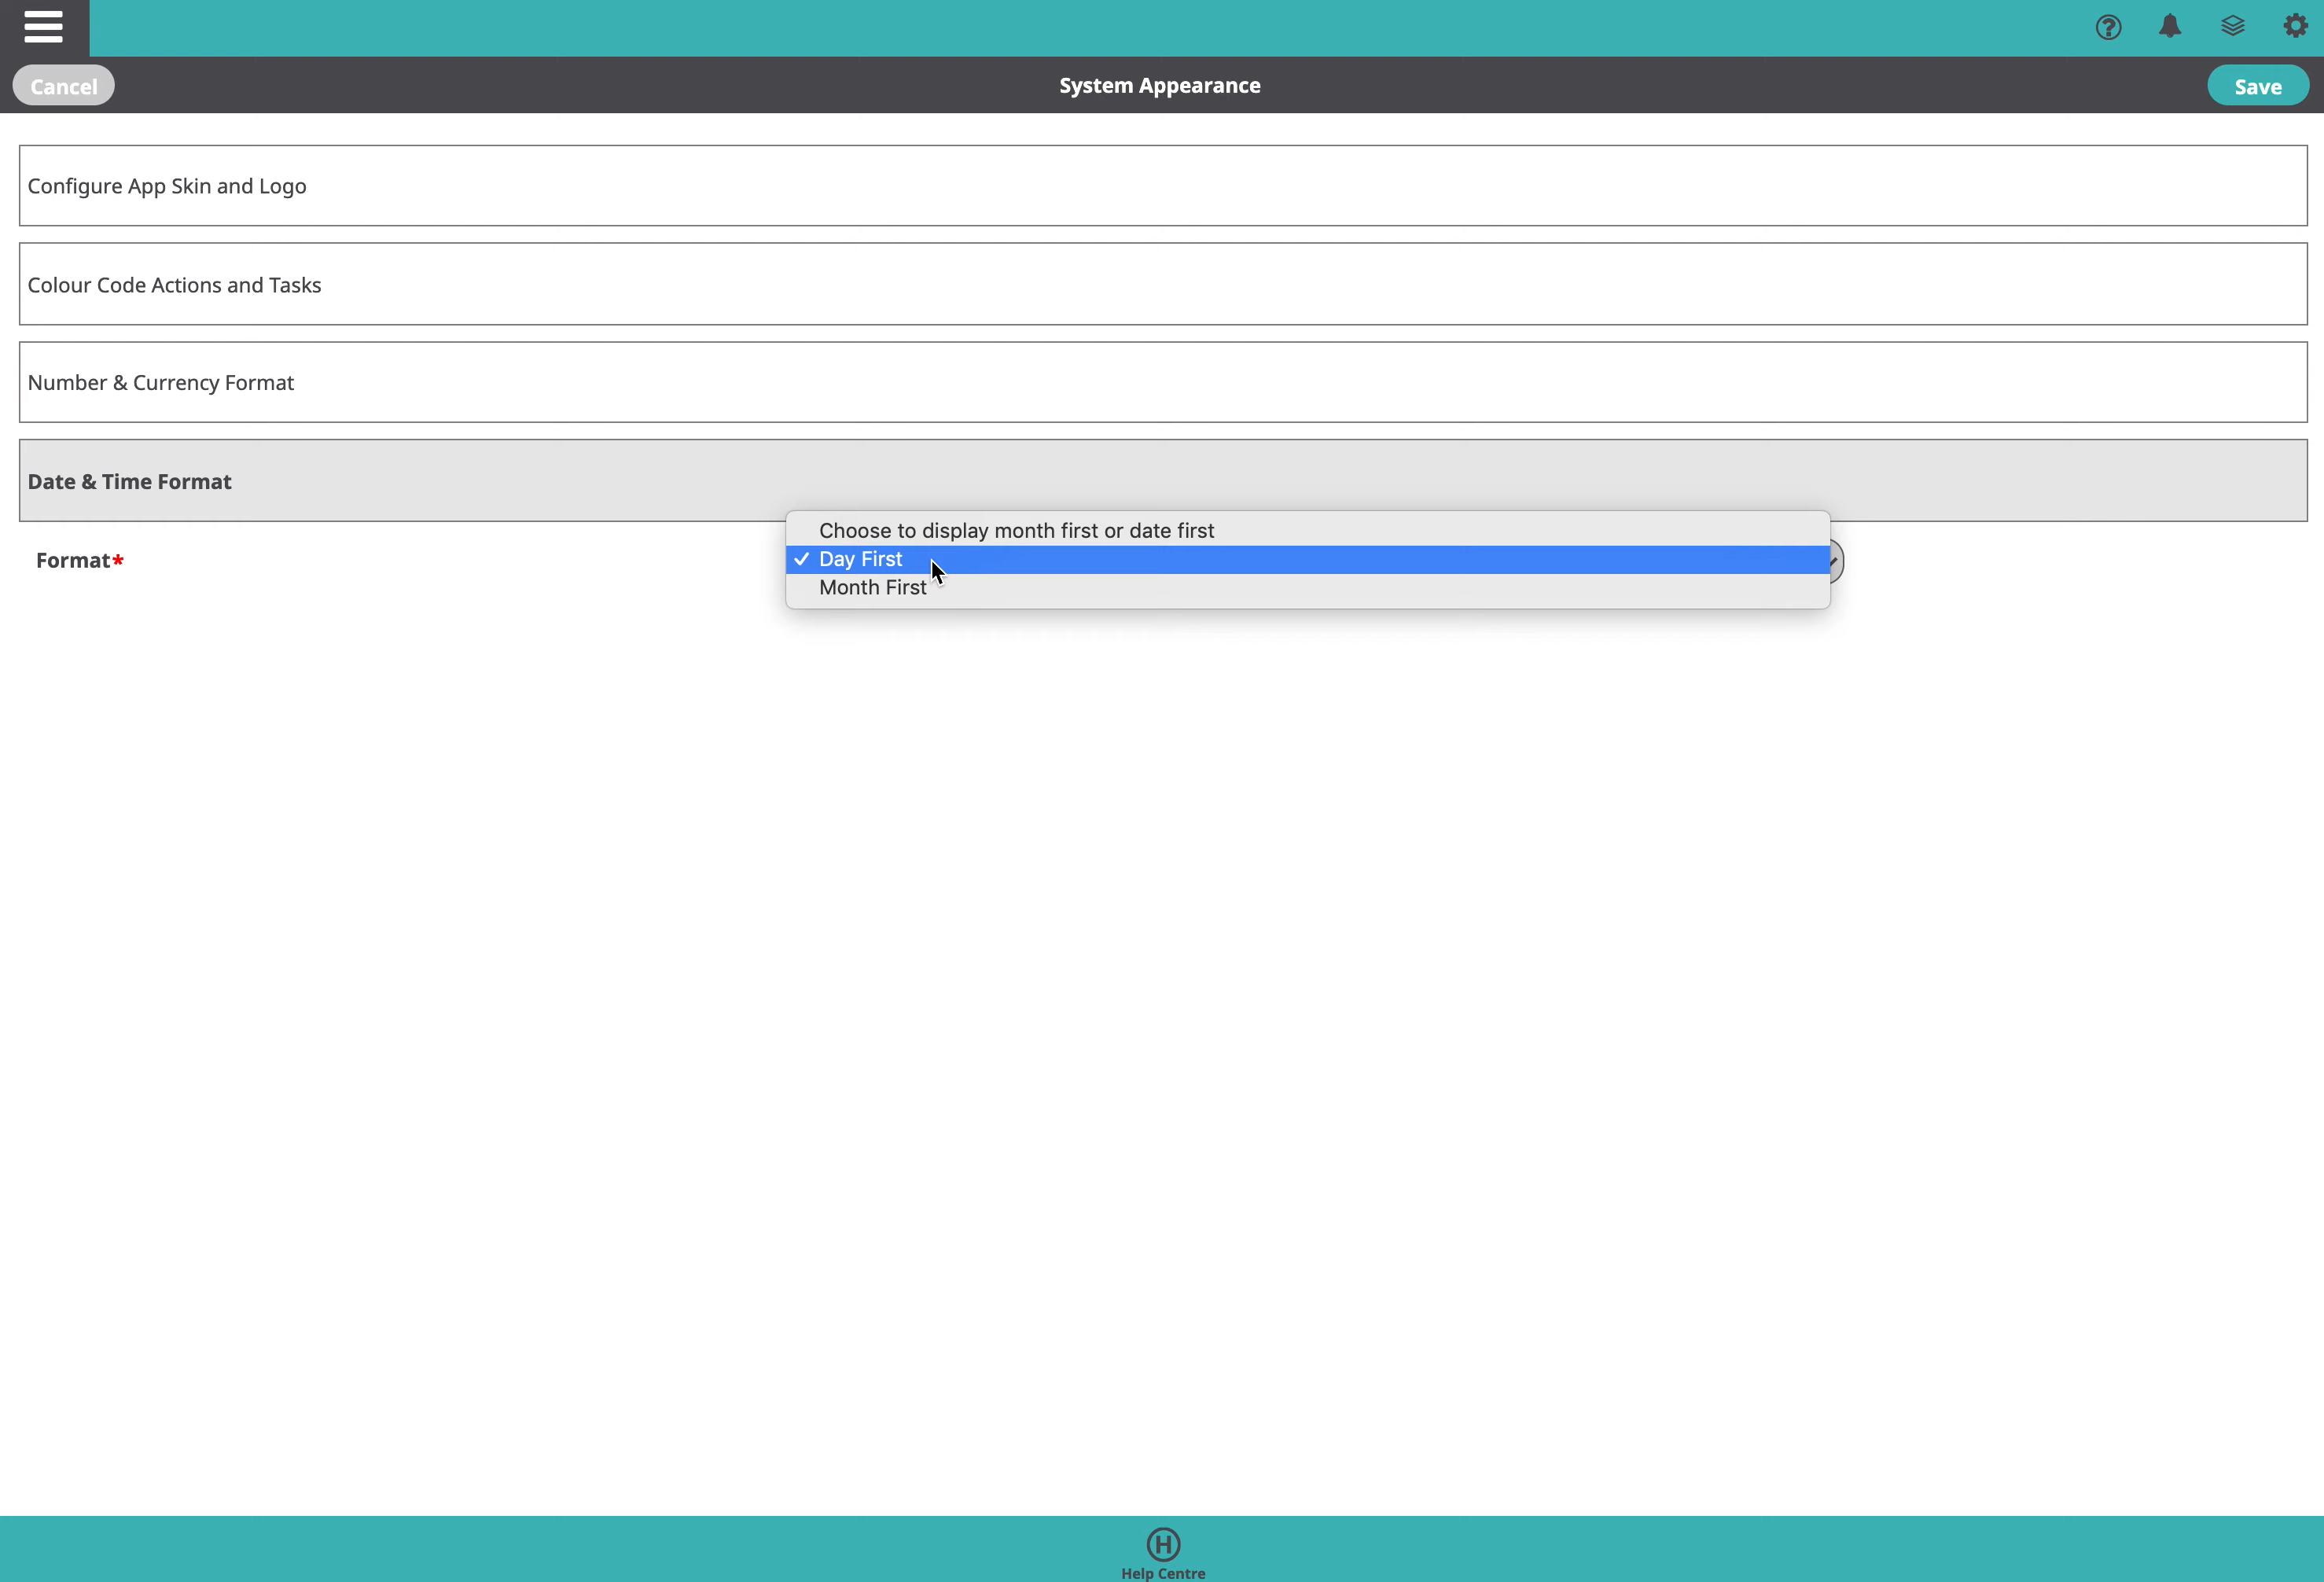 Cancel
System Appearance
Save
Configure App Skin and Logo
Colour Code Actions and Tasks
Number & Currency Format
Date & Time Format
Choose to display month first or date first
Format*
✓ Day First
Month First
H
Help Centre